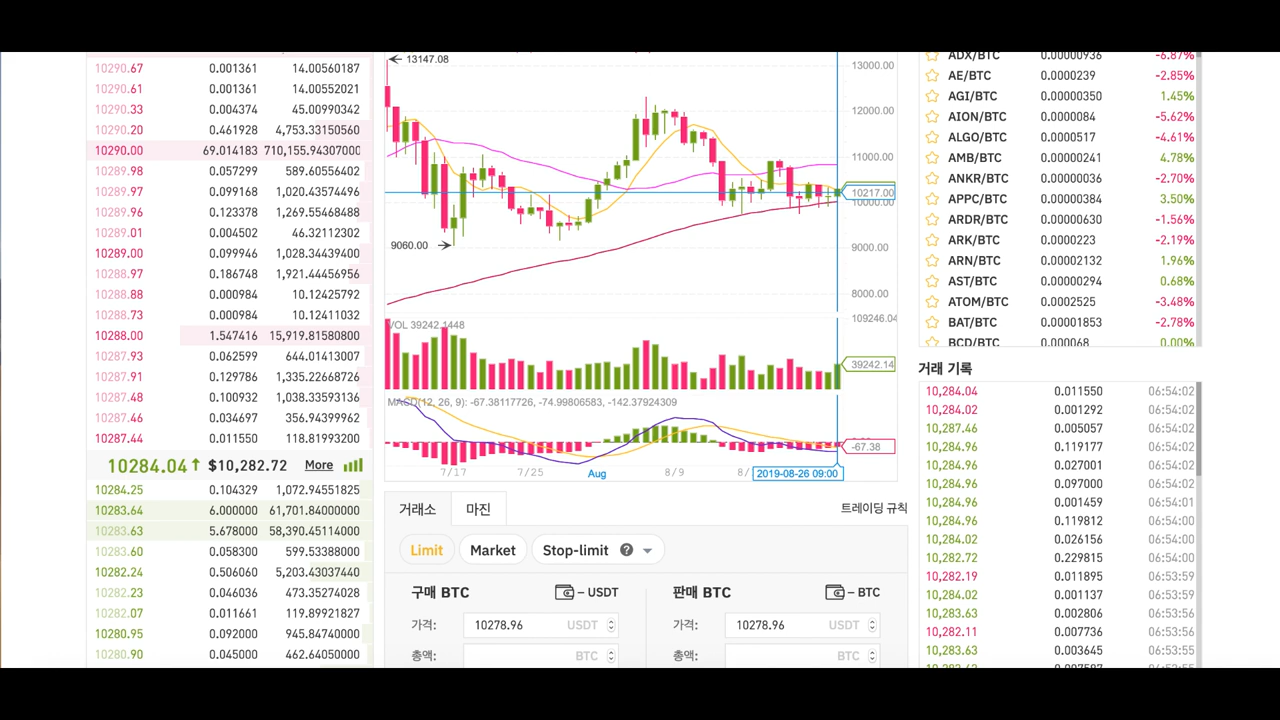 10290.67 0.001361 14.00560187
10290.61 0.001361 14.00552021
10290.33 0.004374 45.00990342
10290.20 0.461928 4,753.33150560
10290.00 69.014183 710,155.94307000
10289.98 0.057299 589.60556402
10289.97 0.099168 1,020.43574496
10289.96 0.123378 1,269.55468488
10289.01 0.004502 46.32112302
10289.00 0.099946 1,028.34439400
10288.97 0.186748 1,921.44456956
10288.88 0.000984 10.12425792
10288.73 0.000984 10.12411032
10288.00 1.547416 15,919.81580800
10287.93 0.062599 644.01413007
10287.91 0.129786 1,335.22668726
10287.48 0.100932 1,038.33593136
10287.46 0.034697 356.94399962
10287.44 0.011550 118.81993200
10284.04↑ $10,282.72 More
10284.25 0.104329 1,072.94551825
10283.64 6.000000 61,701.84000000
10283.63 5.678000 58,390.45114000
10283.60 0.058300 599.53388000
10282.24 0.506060 5,203.43037440
10282.23 0.046036 473.35274028
10282.07 0.011661 119.89921827
10280.95 0.092000 945.84740000
10280.90 0.045000 462.64050000
13147.08
13000.00
12000.00
11000.00
10217.00
10000.00
9060.00
9000.00
8000.00
VOL 39242.1448
109246.04
39242.14
MACD(12, 26, 9): -67.38117726, -74.99806583, -142.37924309
-67.38
7/17 7/25 Aug 8/9 8/ 2019-08-26 09:00
거래소 마진 트레이딩 규칙
Limit Market Stop-limit ?
구매 BTC – USDT
가격: 10278.96 USDT
총액: BTC
판매 BTC – BTC
가격: 10278.96 USDT
총액: BTC
ADX/BTC 0.00000936 -6.87%
AE/BTC 0.0000239 -2.85%
AGI/BTC 0.00000350 1.45%
AION/BTC 0.0000084 -5.62%
ALGO/BTC 0.0000517 -4.61%
AMB/BTC 0.00000241 4.78%
ANKR/BTC 0.00000036 -2.70%
APPC/BTC 0.00000384 3.50%
ARDR/BTC 0.00000630 -1.56%
ARK/BTC 0.0000223 -2.19%
ARN/BTC 0.00002132 1.96%
AST/BTC 0.00000294 0.68%
ATOM/BTC 0.0002525 -3.48%
BAT/BTC 0.00001853 -2.78%
BCD/BTC 0.000068 0.00%
거래 기록
10,284.04 0.011550 06:54:02
10,284.02 0.001292 06:54:02
10,287.46 0.005057 06:54:02
10,284.96 0.119177 06:54:02
10,284.96 0.027001 06:54:02
10,284.96 0.097000 06:54:02
10,284.96 0.001459 06:54:01
10,284.96 0.119812 06:54:00
10,284.02 0.026156 06:54:00
10,282.72 0.229815 06:54:00
10,282.19 0.011895 06:53:59
10,284.02 0.001137 06:53:59
10,283.63 0.002806 06:53:56
10,282.11 0.007736 06:53:56
10,283.63 0.003645 06:53:55